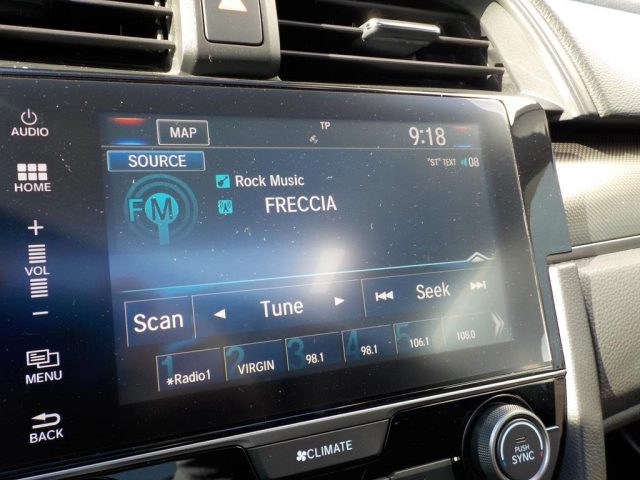 AUDIO
MAP
TP
9:18
SOURCE
"ST" TEXT 08
HOME
Rock Music
FM
FRECCIA
+
VOL
-
Scan
Tune
Seek
1 *Radio1
2 VIRGIN
3 98.1
4 98.1
5 106.1
108.0
MENU
BACK
CLIMATE
PUSH
SYNC